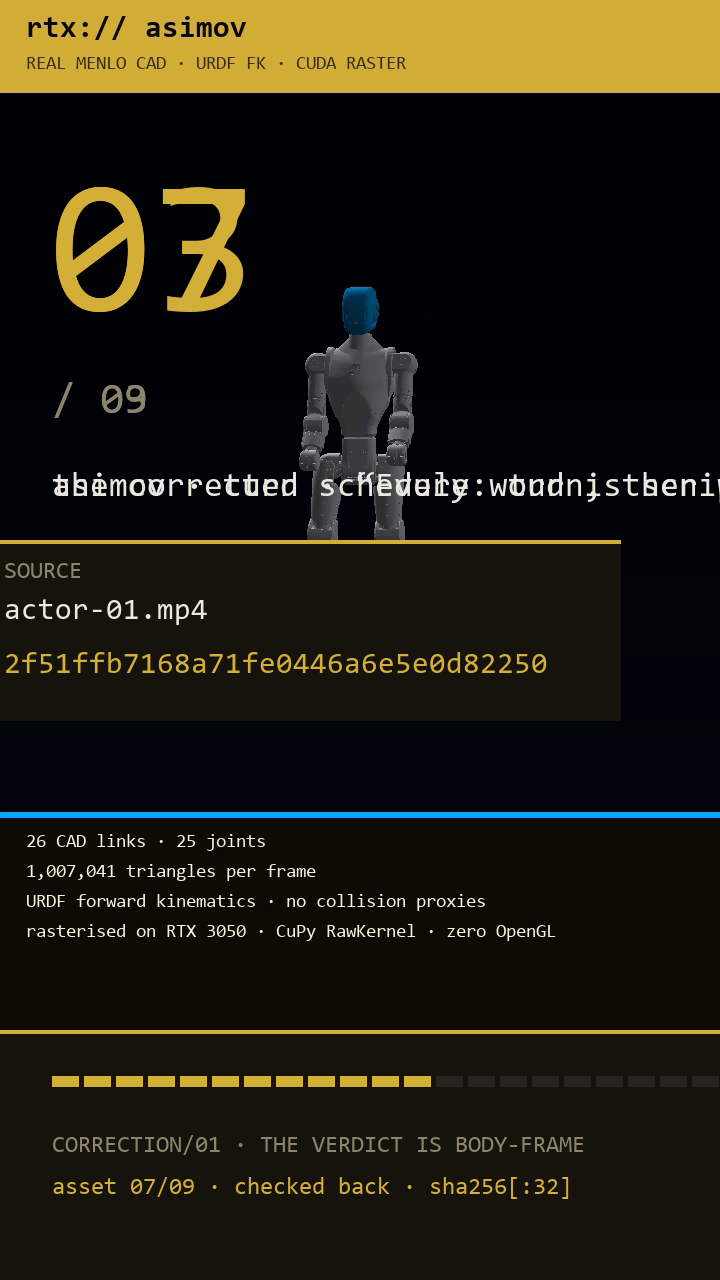 rtx:// asimov
REAL MENLO CAD · URDF FK · CUDA RASTER
/ 09
SOURCE
actor-01.mp4
2f51ffb7168a71fe0446a6e5e0d82250
26 CAD links · 25 joints
1,007,041 triangles per frame
URDF forward kinematics · no collision proxies
rasterised on RTX 3050 · CuPy RawKernel · zero OpenGL
CORRECTION/01 · THE VERDICT IS BODY-FRAME
asset 07/09 · checked back · sha256[:32]